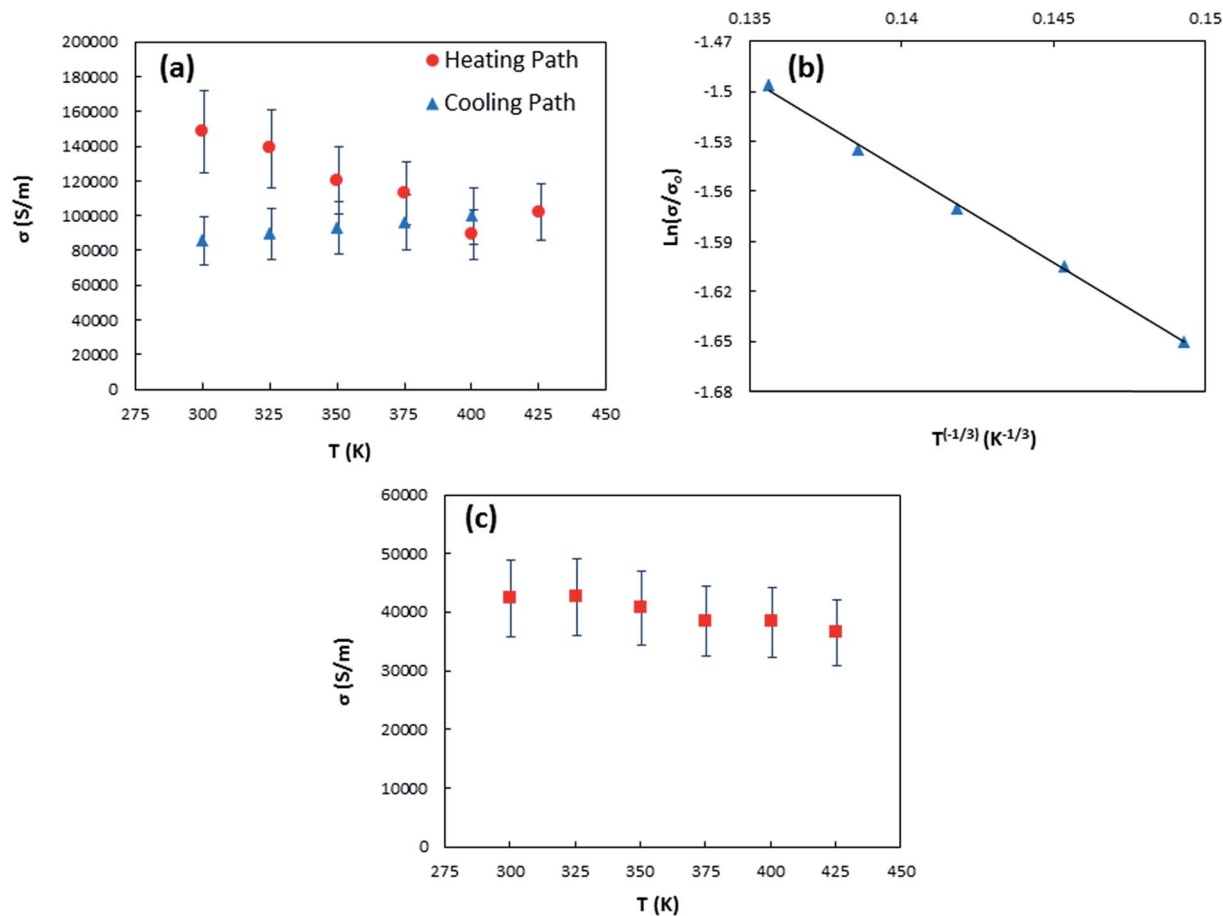 (a)
Heating Path
Cooling Path
200000
180000
160000
140000
120000
100000
80000
60000
40000
20000
0
σ (S/m)
275 300 325 350 375 400 425 450
T (K)
0.135 0.14 0.145 0.15
(b)
-1.47
-1.5
-1.53
-1.56
-1.59
-1.62
-1.65
-1.68
Ln(σ/σo)
T(-1/3) (K-1/3)
(c)
60000
50000
40000
30000
20000
10000
0
σ (S/m)
275 300 325 350 375 400 425 450
T (K)